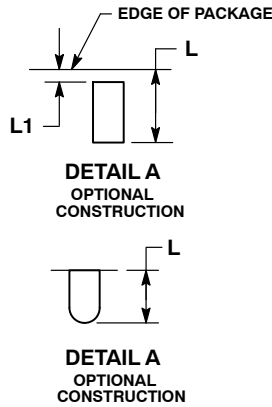 EDGE OF PACKAGE
L
L1
DETAIL A
OPTIONAL
CONSTRUCTION
L
DETAIL A
OPTIONAL
CONSTRUCTION